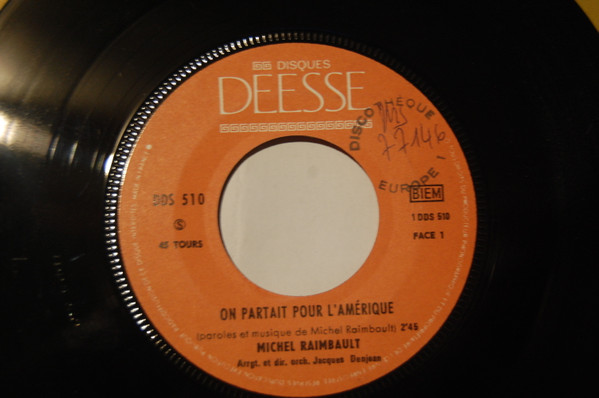 DISQUES
DEESSE
DISCOTHEQUE
EUROPE 1
77146
DDS 510
BIEM
S
1 DDS 510
45 TOURS
FACE 1
ON PARTAIT POUR L'AMÉRIQUE
(paroles et musique de Michel Raimbault) 2'45
MICHEL RAIMBAULT
Arrgt. et dir. orch. Jacques Denjean